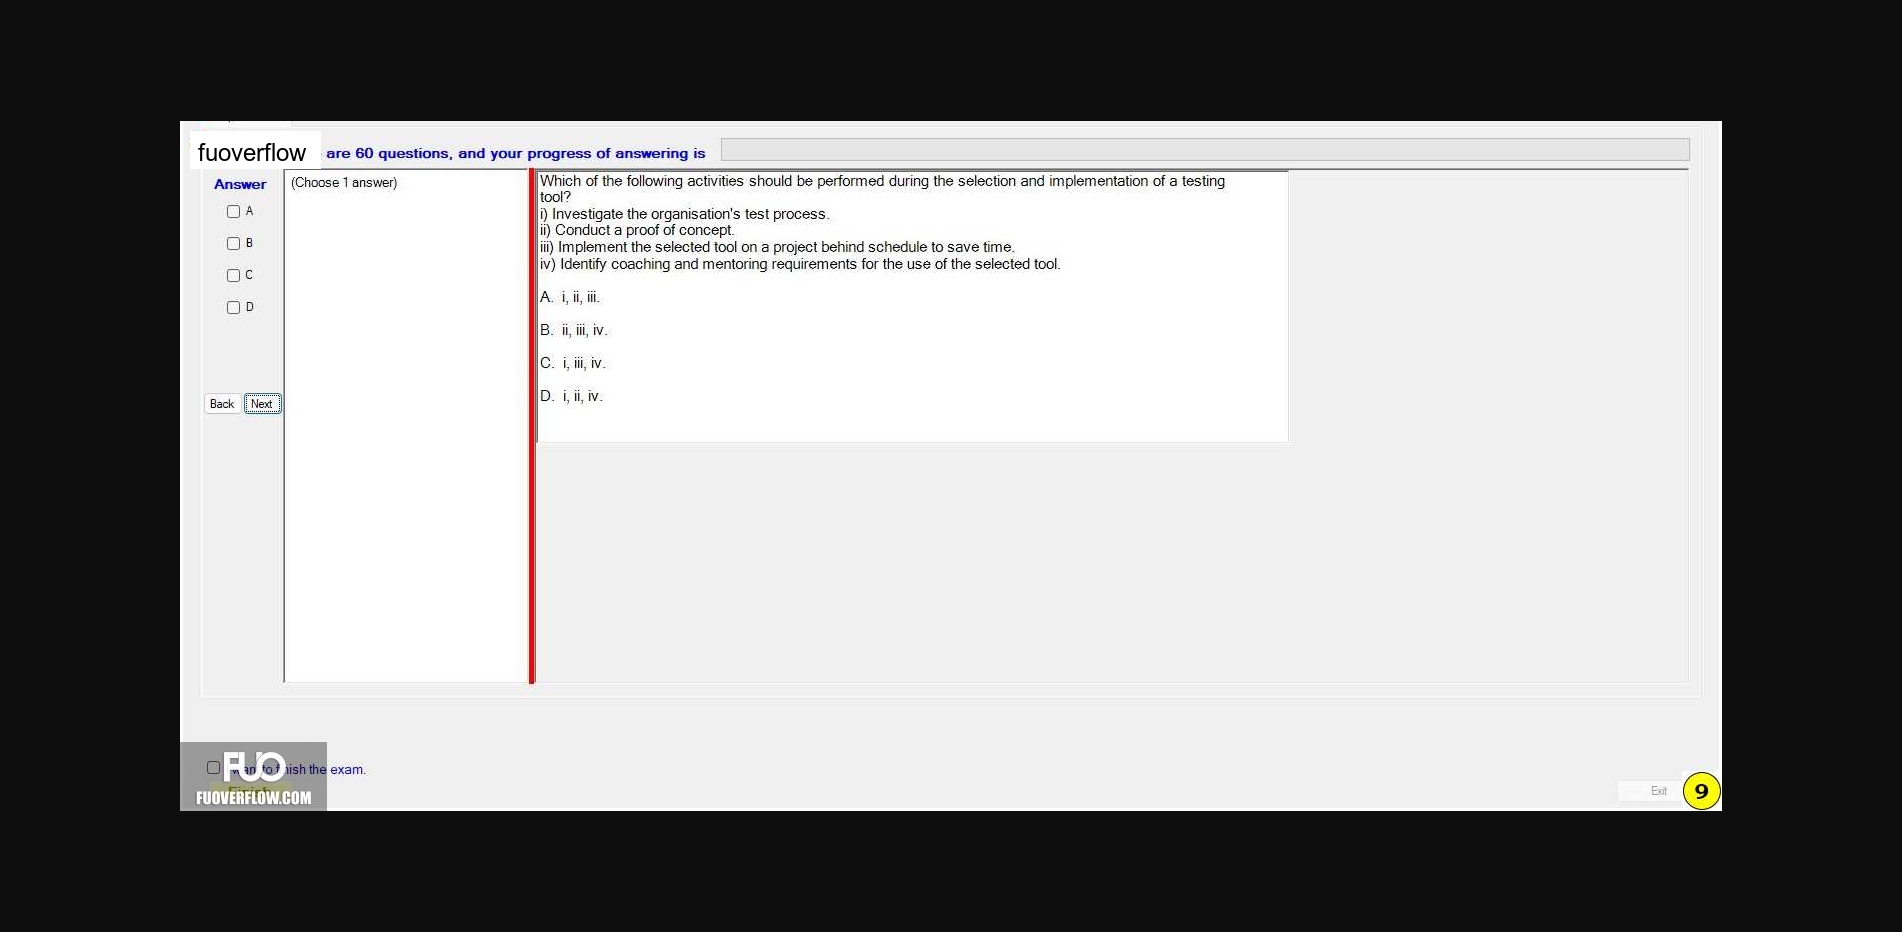 fuoverflow are 60 questions, and your progress of answering is
Answer
A
B
C
D
Back Next
(Choose 1 answer)
Which of the following activities should be performed during the selection and implementation of a testing
tool?
i) Investigate the organisation's test process.
ii) Conduct a proof of concept.
iii) Implement the selected tool on a project behind schedule to save time.
iv) Identify coaching and mentoring requirements for the use of the selected tool.
A. i, ii, iii.
B. ii, iii, iv.
C. i, iii, iv.
D. i, ii, iv.
FUO
to the exam.
FUOVERFLOW.COM
Exit
9